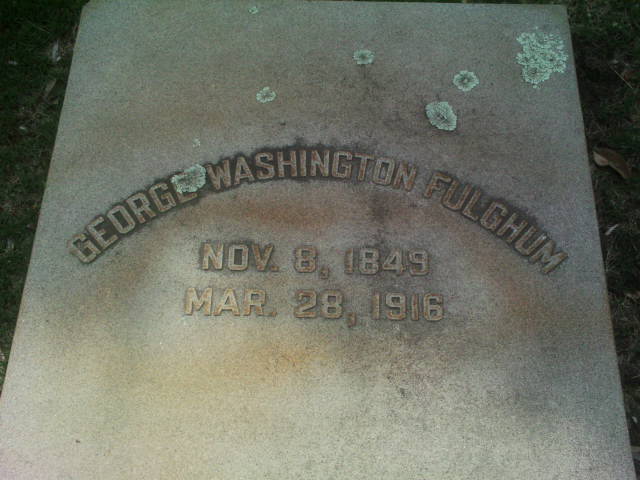 GEORGE WASHINGTON FULGHUM
NOV. 8, 1849
MAR. 28, 1916